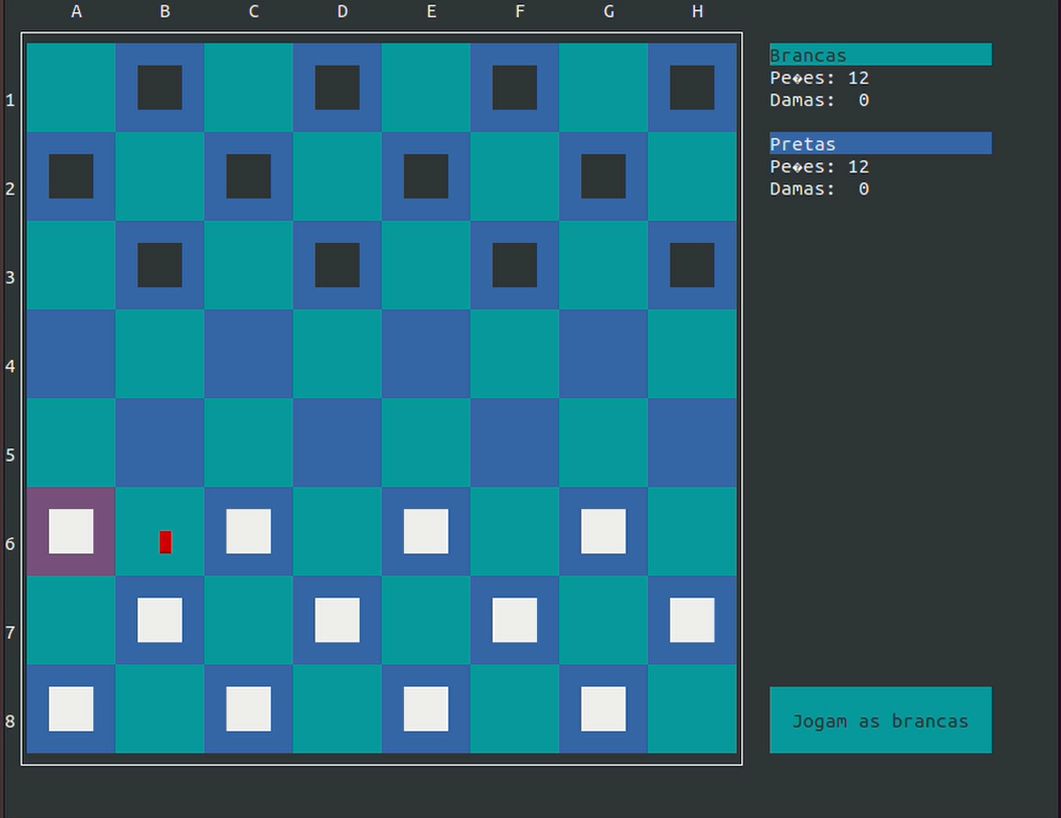 A B C D E F G H
1
2
3
4
5
6
7
8
Brancas
Pe�es: 12
Damas: 0
Pretas
Pe�es: 12
Damas: 0
Jogam as brancas